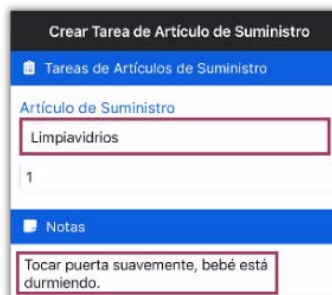 Crear Tarea de Artículo de Suministro
Tareas de Artículos de Suministro
Artículo de Suministro
Limpiavidrios
1
Notas
Tocar puerta suavemente, bebé está
durmiendo.